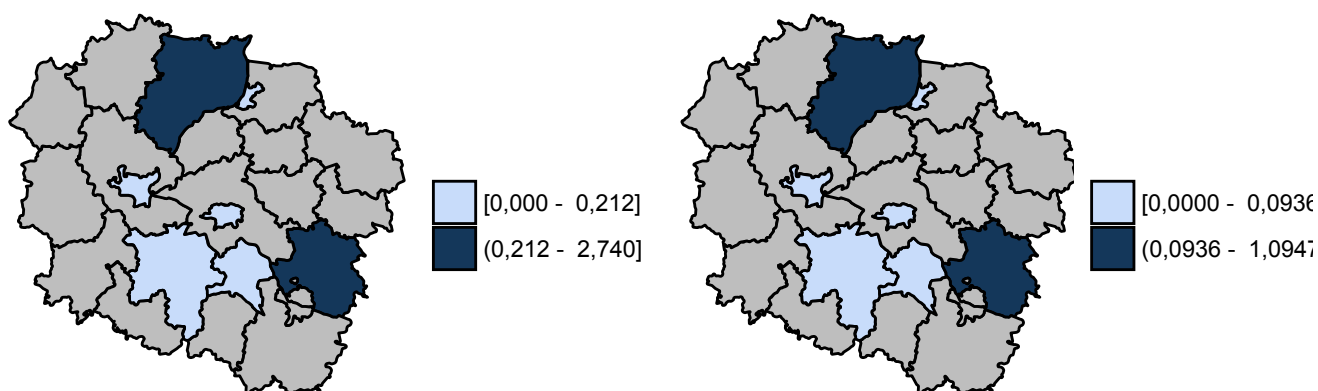 [0,000 - 0,212]
(0,212 - 2,740]
[0,0000 - 0,0936
(0,0936 - 1,0947